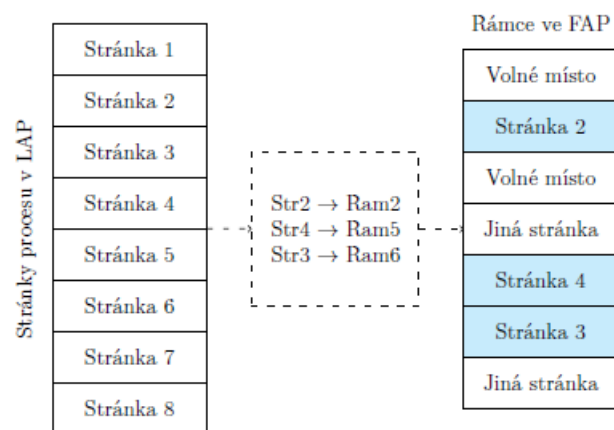 Stránky procesu v LAP
Stránka 1
Stránka 2
Stránka 3
Stránka 4
Stránka 5
Stránka 6
Stránka 7
Stránka 8
Str2 → Ram2
Str4 → Ram5
Str3 → Ram6
Rámce ve FAP
Volné místo
Stránka 2
Volné místo
Jiná stránka
Stránka 4
Stránka 3
Jiná stránka